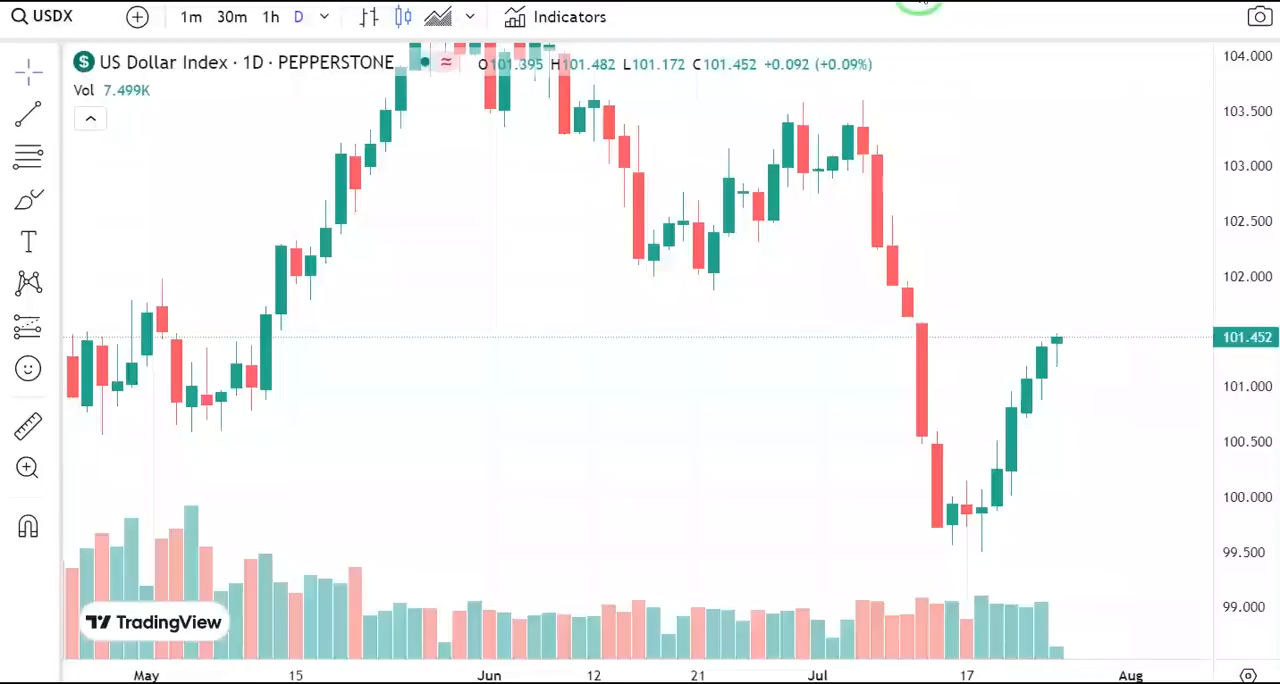 USDX 1m 30m 1h D Indicators
US Dollar Index · 1D · PEPPERSTONE O101.395 H101.482 L101.172 C101.452 +0.092 (+0.09%)
Vol 7.499K
104.000
103.500
103.000
102.500
102.000
101.452
101.000
100.500
100.000
99.500
99.000
TradingView
May 15 Jun 12 21 Jul 17 Aug